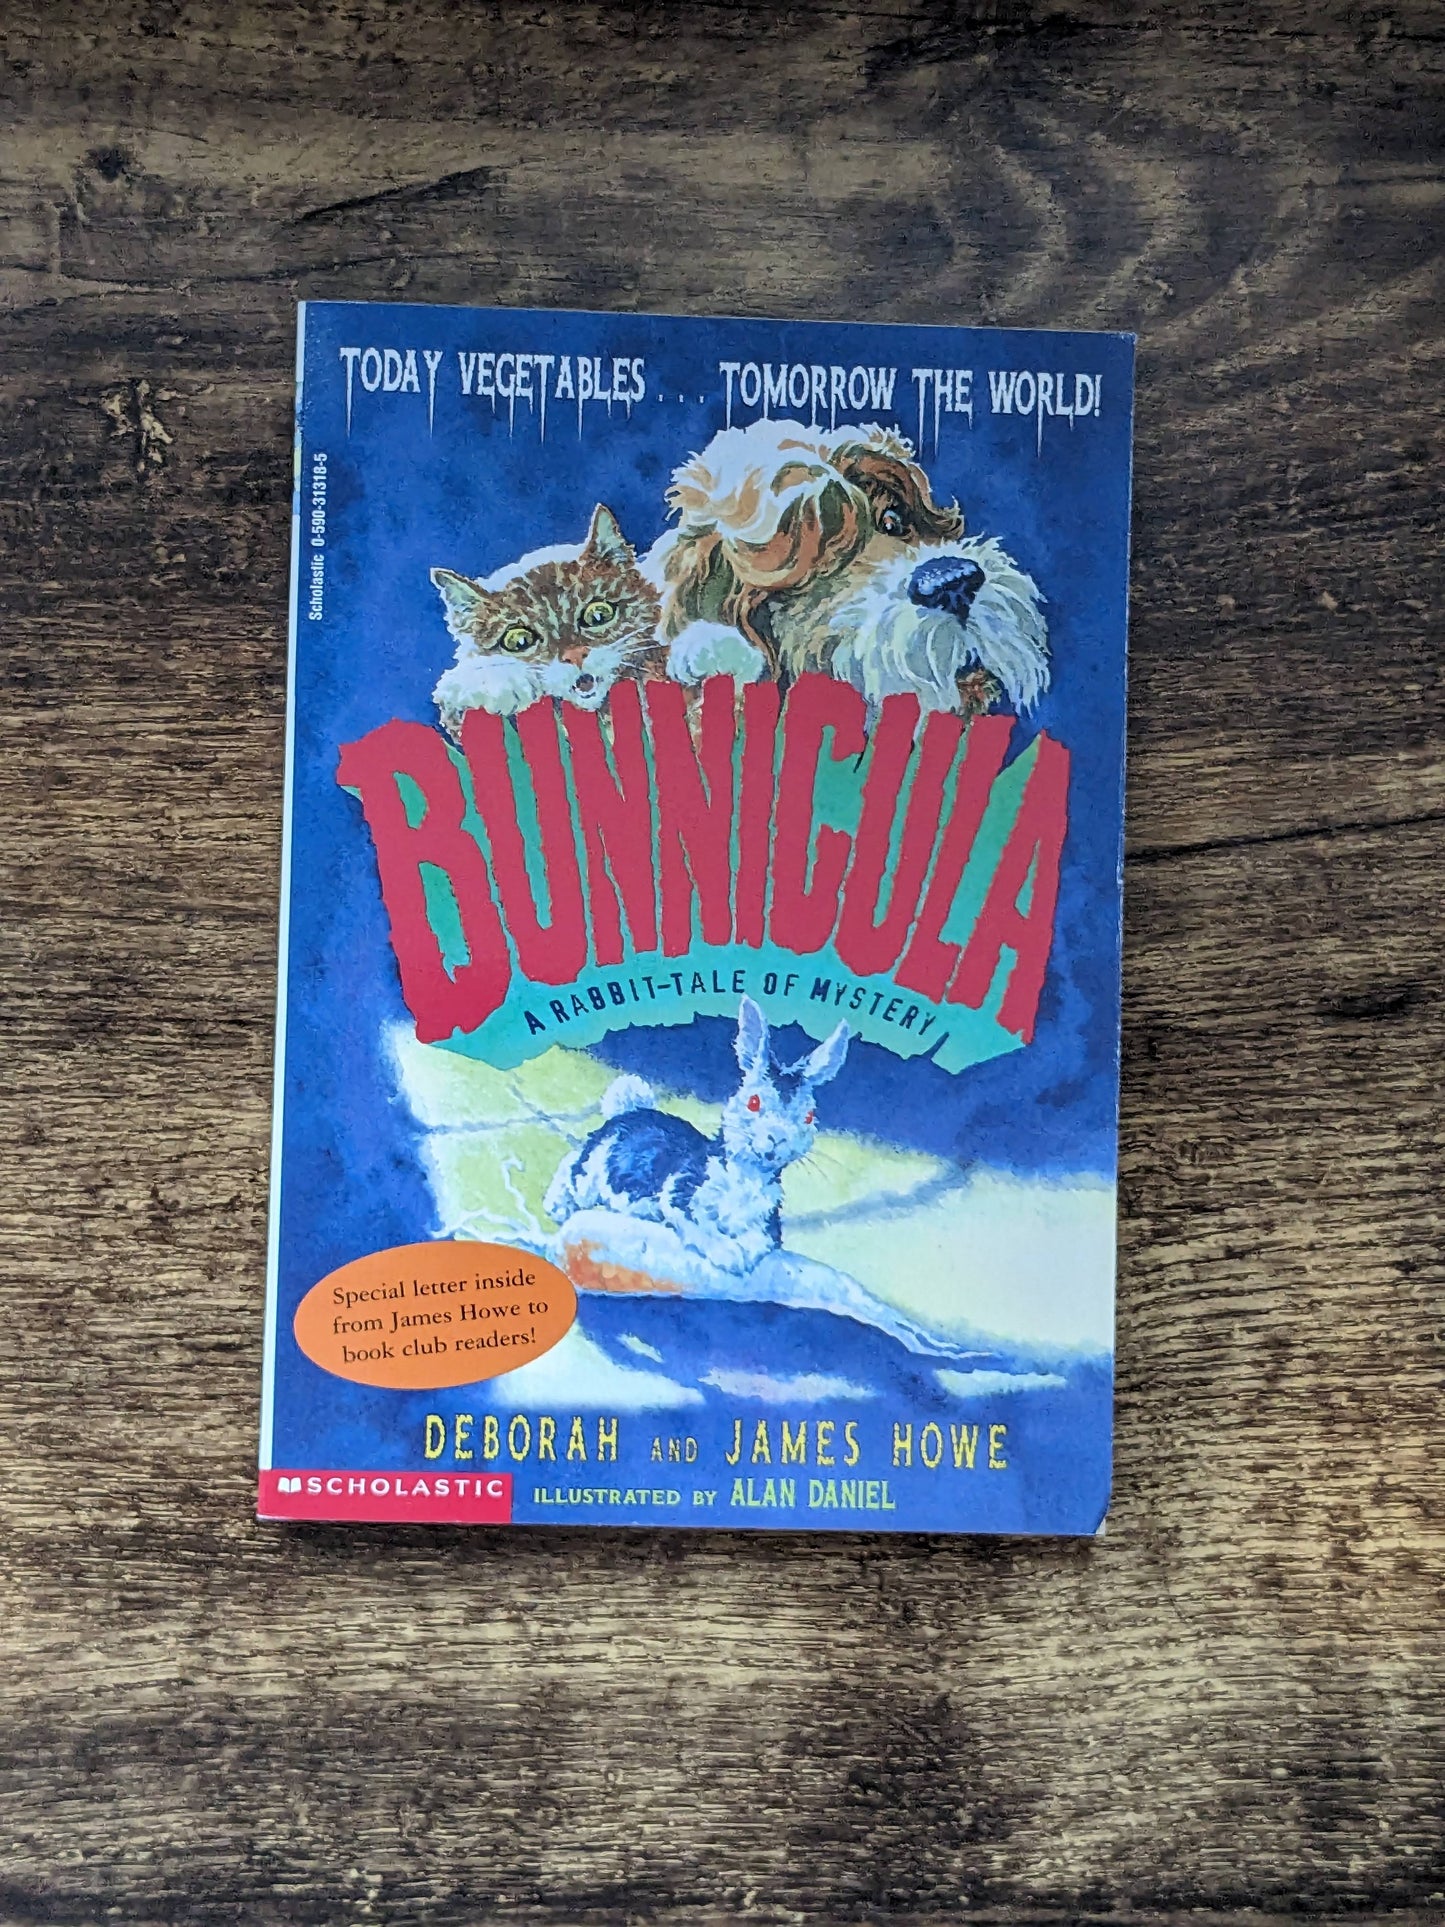 TODAY VEGETABLES . . . TOMORROW THE WORLD!
Scholastic 0-590-31318-5
BUNNICULA
A RABBIT-TALE OF MYSTERY
Special letter inside
from James Howe to
book club readers!
DEBORAH AND JAMES HOWE
SCHOLASTIC
ILLUSTRATED BY ALAN DANIEL